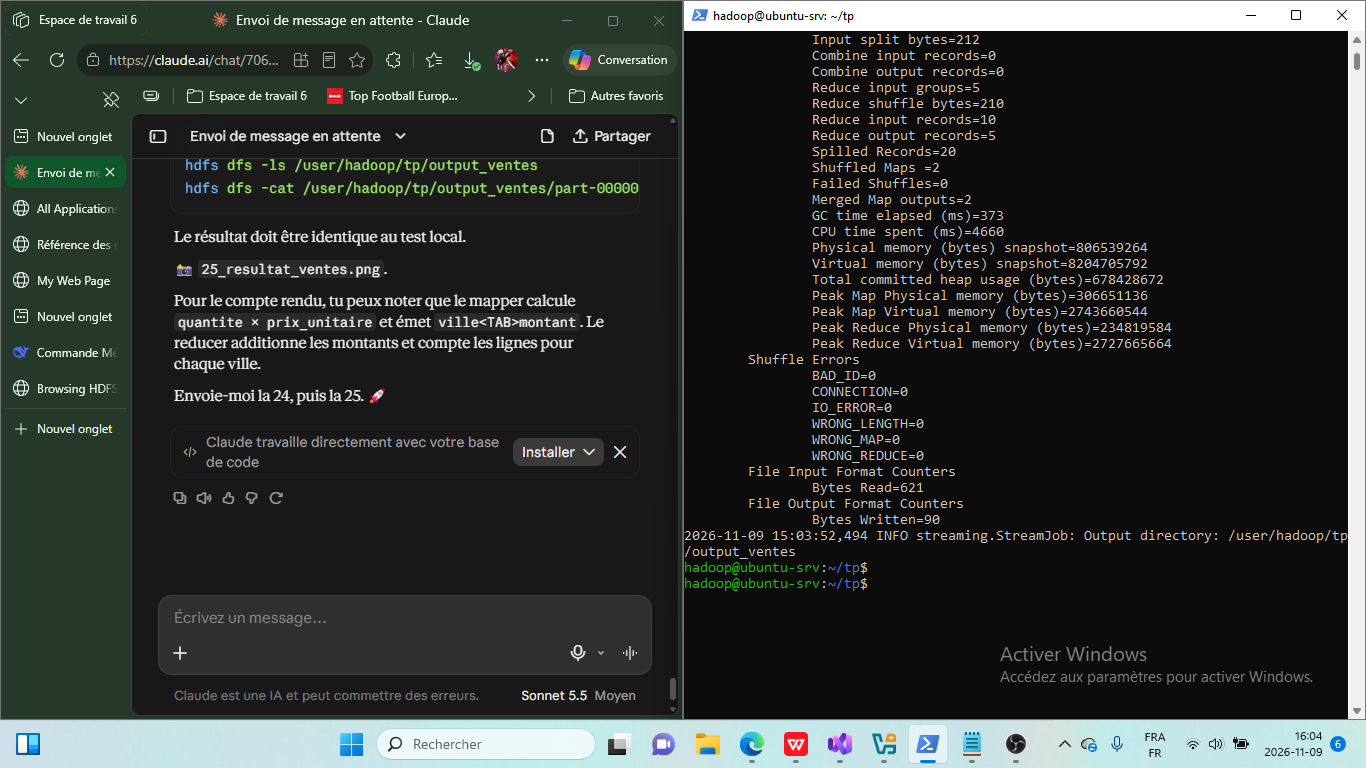 Espace de travail 6
Envoi de message en attente - Claude
https://claude.ai/chat/706...
Conversation
Espace de travail 6
Top Football Europ...
Autres favoris
Nouvel onglet
Envoi de me
All Applications
Référence des
My Web Page
Nouvel onglet
Commande Me
Browsing HDFS
Nouvel onglet
Envoi de message en attente
Partager
hdfs dfs -ls /user/hadoop/tp/output_ventes
hdfs dfs -cat /user/hadoop/tp/output_ventes/part-00000
Le résultat doit être identique au test local.
📸 25_resultat_ventes.png.
Pour le compte rendu, tu peux noter que le mapper calcule
quantite × prix_unitaire et émet ville<TAB>montant. Le
reducer additionne les montants et compte les lignes pour
chaque ville.
Envoie-moi la 24, puis la 25. 🚀
Claude travaille directement avec votre base
de code
Installer
Écrivez un message...
Claude est une IA et peut commettre des erreurs.
Sonnet 5.5 Moyen
hadoop@ubuntu-srv: ~/tp
Input split bytes=212
Combine input records=0
Combine output records=0
Reduce input groups=5
Reduce shuffle bytes=210
Reduce input records=10
Reduce output records=5
Spilled Records=20
Shuffled Maps =2
Failed Shuffles=0
Merged Map outputs=2
GC time elapsed (ms)=373
CPU time spent (ms)=4660
Physical memory (bytes) snapshot=806539264
Virtual memory (bytes) snapshot=8204705792
Total committed heap usage (bytes)=678428672
Peak Map Physical memory (bytes)=306651136
Peak Map Virtual memory (bytes)=2743660544
Peak Reduce Physical memory (bytes)=234819584
Peak Reduce Virtual memory (bytes)=2727665664
Shuffle Errors
BAD_ID=0
CONNECTION=0
IO_ERROR=0
WRONG_LENGTH=0
WRONG_MAP=0
WRONG_REDUCE=0
File Input Format Counters
Bytes Read=621
File Output Format Counters
Bytes Written=90
2026-11-09 15:03:52,494 INFO streaming.StreamJob: Output directory: /user/hadoop/tp
/output_ventes
hadoop@ubuntu-srv:~/tp$
hadoop@ubuntu-srv:~/tp$
Activer Windows
Accédez aux paramètres pour activer Windows.
Rechercher
FRA
FR
16:04
2026-11-09
6